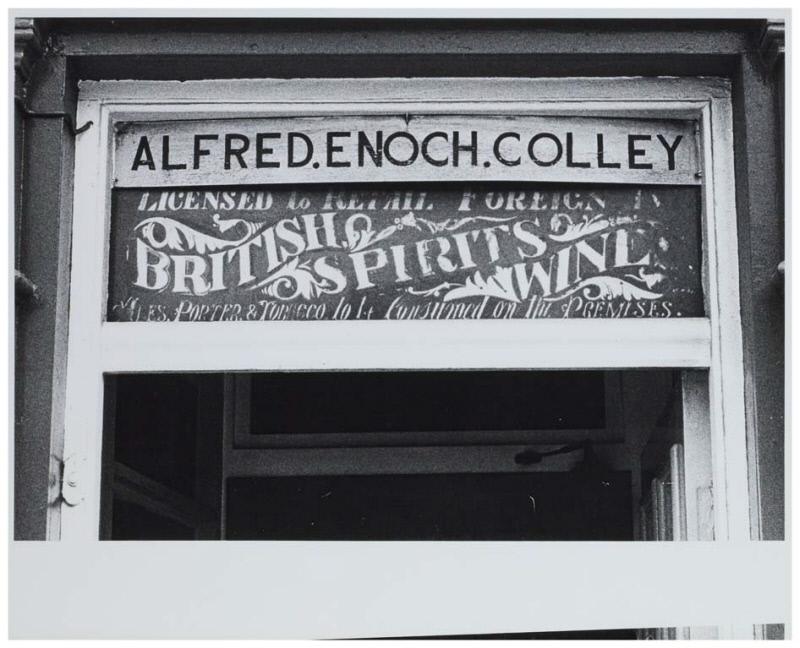 ALFRED.ENOCH.COLLEY
LICENSED to RETAIL FOREIGN
BRITISH SPIRITS WINE
ALES, PORTER & TOBACCO to be Consumed on the PREMISES.